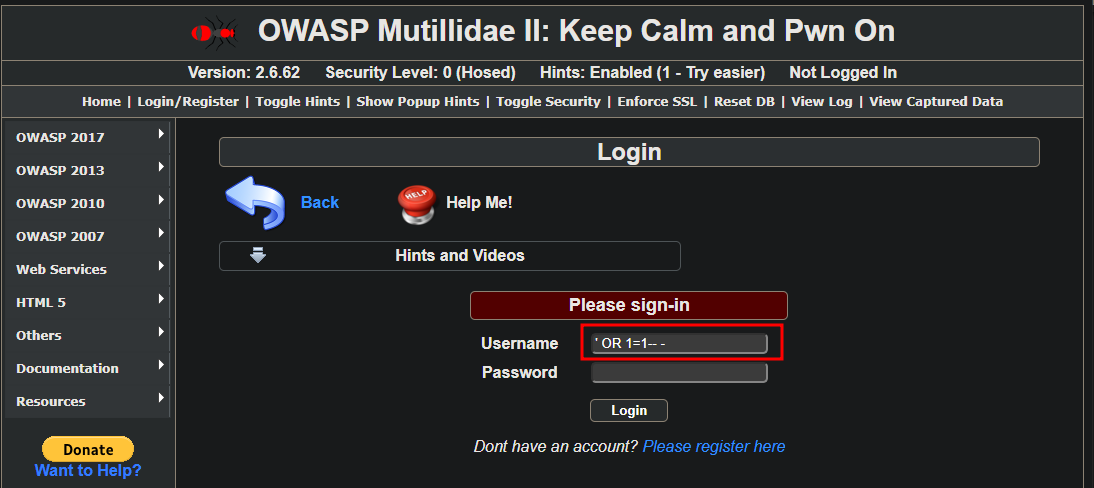 OWASP Mutillidae II: Keep Calm and Pwn On
Version: 2.6.62 Security Level: 0 (Hosed) Hints: Enabled (1 - Try easier) Not Logged In
Home | Login/Register | Toggle Hints | Show Popup Hints | Toggle Security | Enforce SSL | Reset DB | View Log | View Captured Data
OWASP 2017
OWASP 2013
OWASP 2010
OWASP 2007
Web Services
HTML 5
Others
Documentation
Resources
Donate
Want to Help?
Login
Back
HELP
Help Me!
Hints and Videos
Please sign-in
Username ' OR 1=1-- -
Password
Login
Dont have an account? Please register here